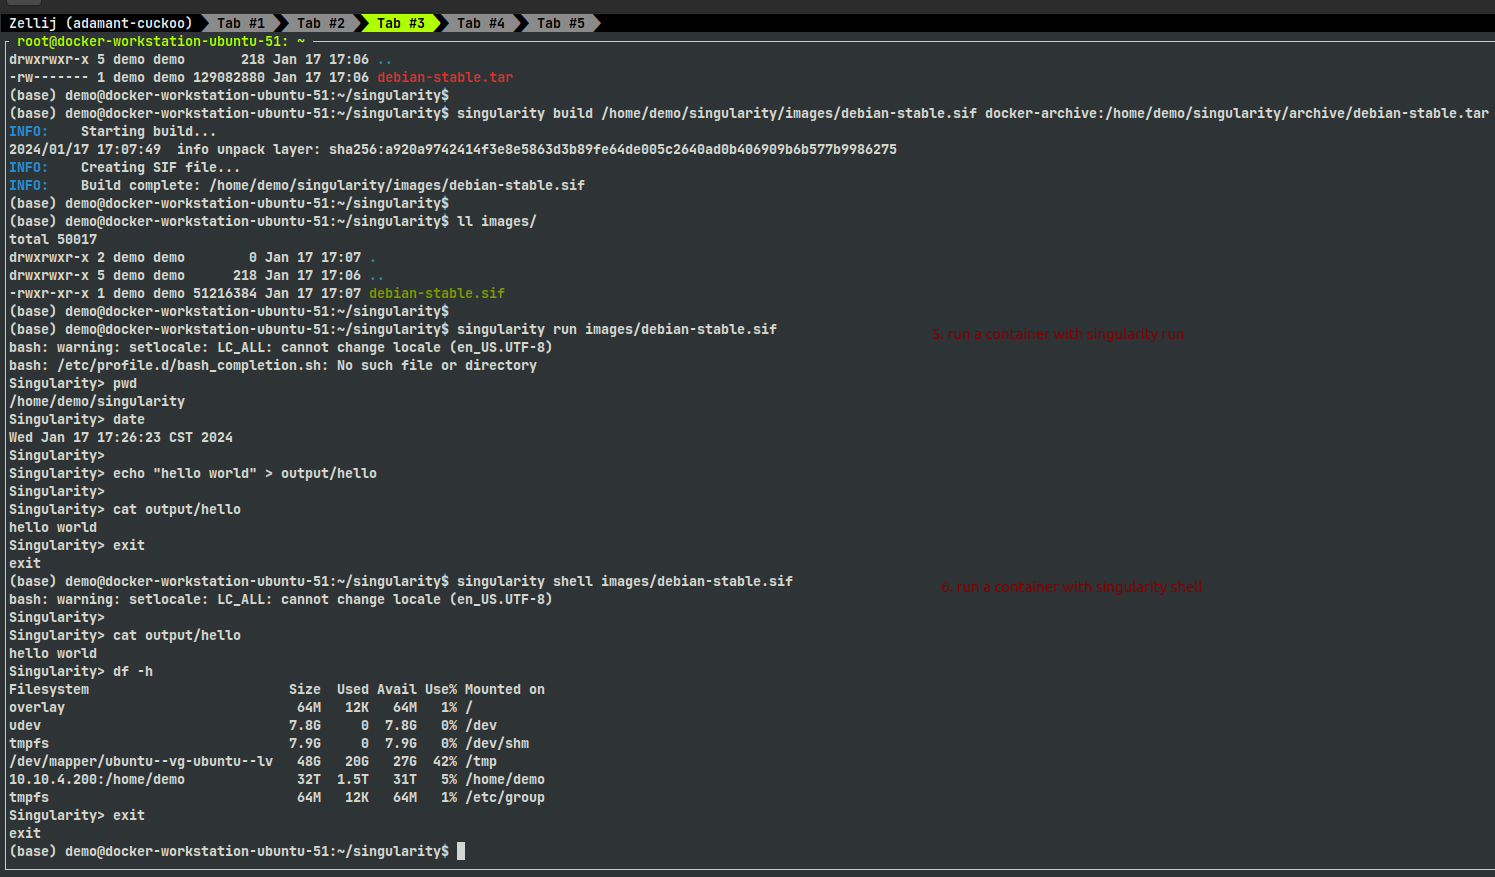 Zellij (adamant-cuckoo) Tab #1 Tab #2 Tab #3 Tab #4 Tab #5
root@docker-workstation-ubuntu-51: ~
drwxrwxr-x 5 demo demo       218 Jan 17 17:06 ..
-rw------- 1 demo demo 129082880 Jan 17 17:06 debian-stable.tar
(base) demo@docker-workstation-ubuntu-51:~/singularity$
(base) demo@docker-workstation-ubuntu-51:~/singularity$ singularity build /home/demo/singularity/images/debian-stable.sif docker-archive:/home/demo/singularity/archive/debian-stable.tar
INFO:    Starting build...
2024/01/17 17:07:49  info unpack layer: sha256:a920a9742414f3e8e5863d3b89fe64de005c2640ad0b406909b6b577b9986275
INFO:    Creating SIF file...
INFO:    Build complete: /home/demo/singularity/images/debian-stable.sif
(base) demo@docker-workstation-ubuntu-51:~/singularity$
(base) demo@docker-workstation-ubuntu-51:~/singularity$ ll images/
total 50017
drwxrwxr-x 2 demo demo        0 Jan 17 17:07 .
drwxrwxr-x 5 demo demo      218 Jan 17 17:06 ..
-rwxr-xr-x 1 demo demo 51216384 Jan 17 17:07 debian-stable.sif
(base) demo@docker-workstation-ubuntu-51:~/singularity$
(base) demo@docker-workstation-ubuntu-51:~/singularity$ singularity run images/debian-stable.sif
5. run a container with singularity run
bash: warning: setlocale: LC_ALL: cannot change locale (en_US.UTF-8)
bash: /etc/profile.d/bash_completion.sh: No such file or directory
Singularity> pwd
/home/demo/singularity
Singularity> date
Wed Jan 17 17:26:23 CST 2024
Singularity>
Singularity> echo "hello world" > output/hello
Singularity>
Singularity> cat output/hello
hello world
Singularity> exit
exit
(base) demo@docker-workstation-ubuntu-51:~/singularity$ singularity shell images/debian-stable.sif
6. run a container with singularity shell
bash: warning: setlocale: LC_ALL: cannot change locale (en_US.UTF-8)
Singularity>
Singularity> cat output/hello
hello world
Singularity> df -h
Filesystem                         Size  Used Avail Use% Mounted on
overlay                             64M   12K   64M   1% /
udev                               7.8G     0  7.8G   0% /dev
tmpfs                              7.9G     0  7.9G   0% /dev/shm
/dev/mapper/ubuntu--vg-ubuntu--lv   48G   20G   27G  42% /tmp
10.10.4.200:/home/demo              32T  1.5T   31T   5% /home/demo
tmpfs                               64M   12K   64M   1% /etc/group
Singularity> exit
exit
(base) demo@docker-workstation-ubuntu-51:~/singularity$